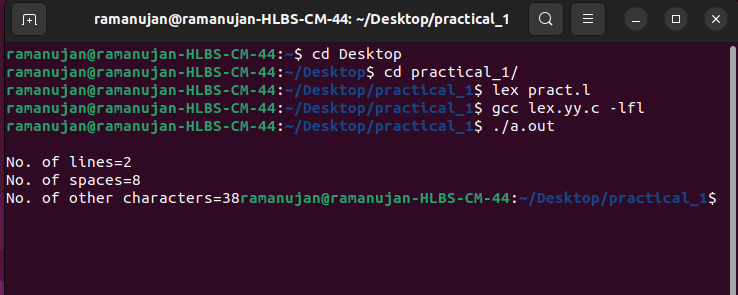 ramanujan@ramanujan-HLBS-CM-44: ~/Desktop/practical_1
ramanujan@ramanujan-HLBS-CM-44:~$ cd Desktop
ramanujan@ramanujan-HLBS-CM-44:~/Desktop$ cd practical_1/
ramanujan@ramanujan-HLBS-CM-44:~/Desktop/practical_1$ lex pract.l
ramanujan@ramanujan-HLBS-CM-44:~/Desktop/practical_1$ gcc lex.yy.c -lfl
ramanujan@ramanujan-HLBS-CM-44:~/Desktop/practical_1$ ./a.out
No. of lines=2
No. of spaces=8
No. of other characters=38ramanujan@ramanujan-HLBS-CM-44:~/Desktop/practical_1$